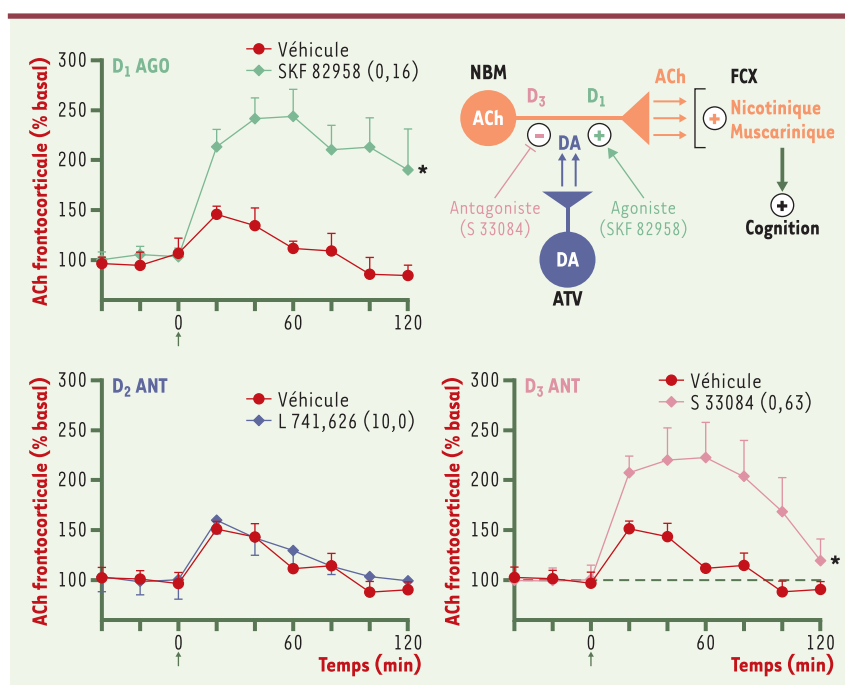 D1 AGO
Véhicule
SKF 82958 (0,16)
ACh frontocorticale (% basal)
300
250
200
150
100
*
0
60
120
NBM
ACh
D3
D1
ACh
FCX
Nicotinique
Muscarinique
+
−
+
DA
Antagoniste
(S 33084)
Agoniste
(SKF 82958)
+
Cognition
DA
ATV
D2 ANT
Véhicule
L 741,626 (10,0)
ACh frontocorticale (% basal)
300
250
200
150
100
0
60
120
Temps (min)
D3 ANT
Véhicule
S 33084 (0,63)
ACh frontocorticale (% basal)
300
250
200
150
100
*
0
60
120
Temps (min)